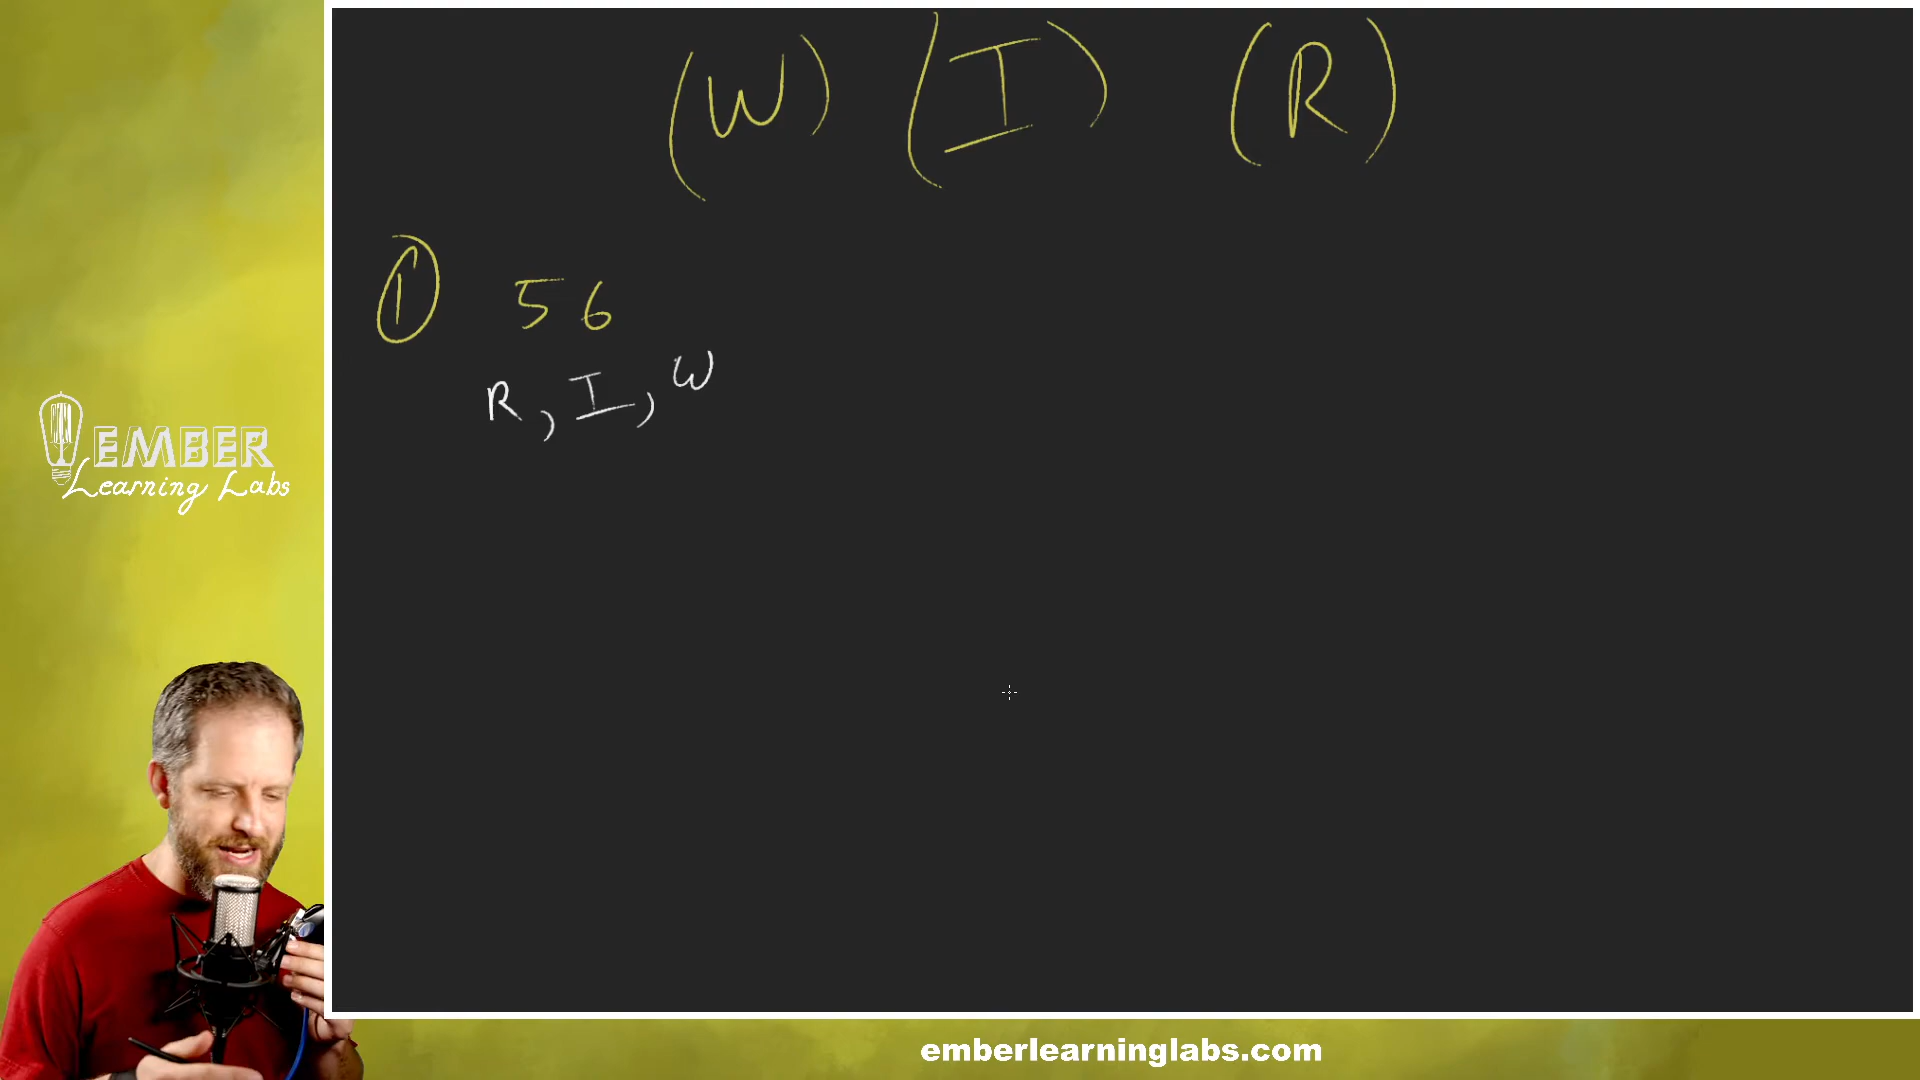 (W) (I) (R)
① 56
R, I, W
EMBER
Learning Labs
emberlearninglabs.com